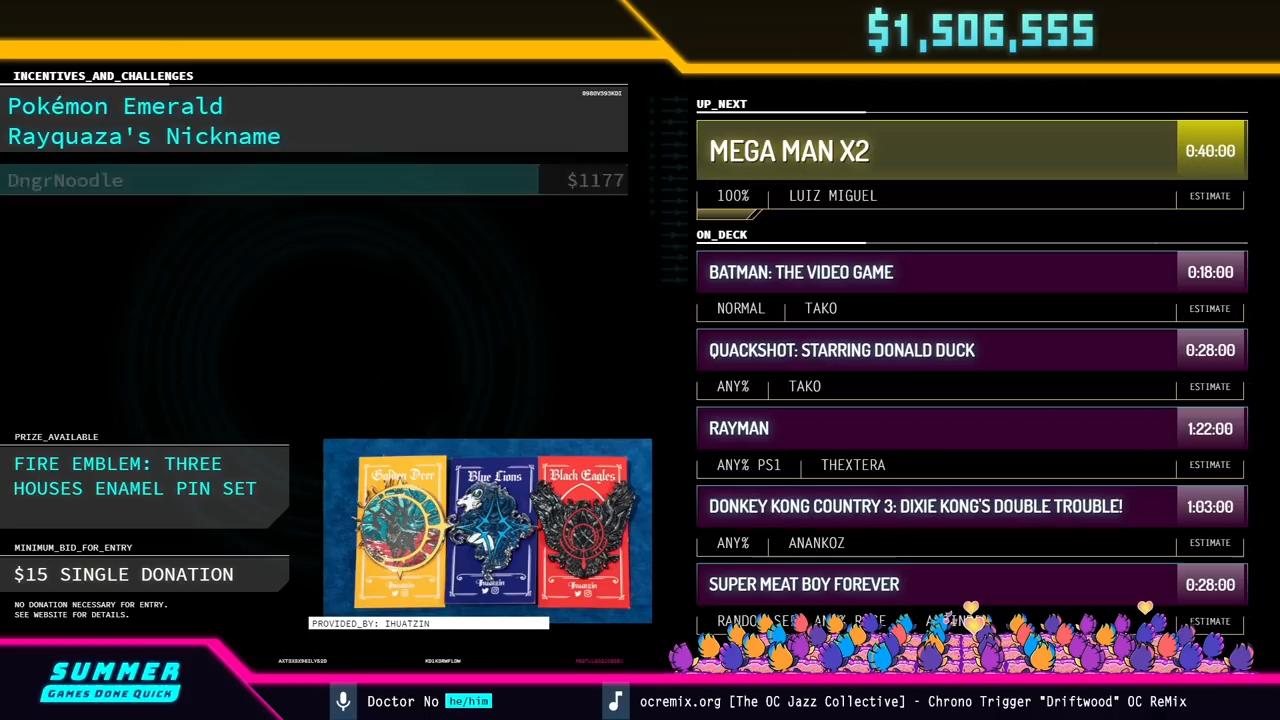 $1,506,555
INCENTIVES_AND_CHALLENGES
Pokémon Emerald
Rayquaza's Nickname
DngrNoodle $1177
UP_NEXT
MEGA MAN X2 0:40:00
100% LUIZ MIGUEL ESTIMATE
ON_DECK
BATMAN: THE VIDEO GAME 0:18:00
NORMAL TAKO ESTIMATE
QUACKSHOT: STARRING DONALD DUCK 0:28:00
ANY% TAKO ESTIMATE
RAYMAN 1:22:00
ANY% PS1 THEXTERA ESTIMATE
DONKEY KONG COUNTRY 3: DIXIE KONG'S DOUBLE TROUBLE! 1:03:00
ANY% ANANKOZ ESTIMATE
SUPER MEAT BOY FOREVER 0:28:00
ESTIMATE
PRIZE_AVAILABLE
FIRE EMBLEM: THREE
HOUSES ENAMEL PIN SET
MINIMUM_BID_FOR_ENTRY
$15 SINGLE DONATION
NO DONATION NECESSARY FOR ENTRY.
SEE WEBSITE FOR DETAILS.
Golden Deer
Blue Lions
Black Eagles
Ihuatzin
Ihuatzin
Ihuatzin
PROVIDED_BY: IHUATZIN
SUMMER
GAMES DONE QUICK
Doctor No he/him
ocremix.org [The OC Jazz Collective] - Chrono Trigger "Driftwood" OC ReMix